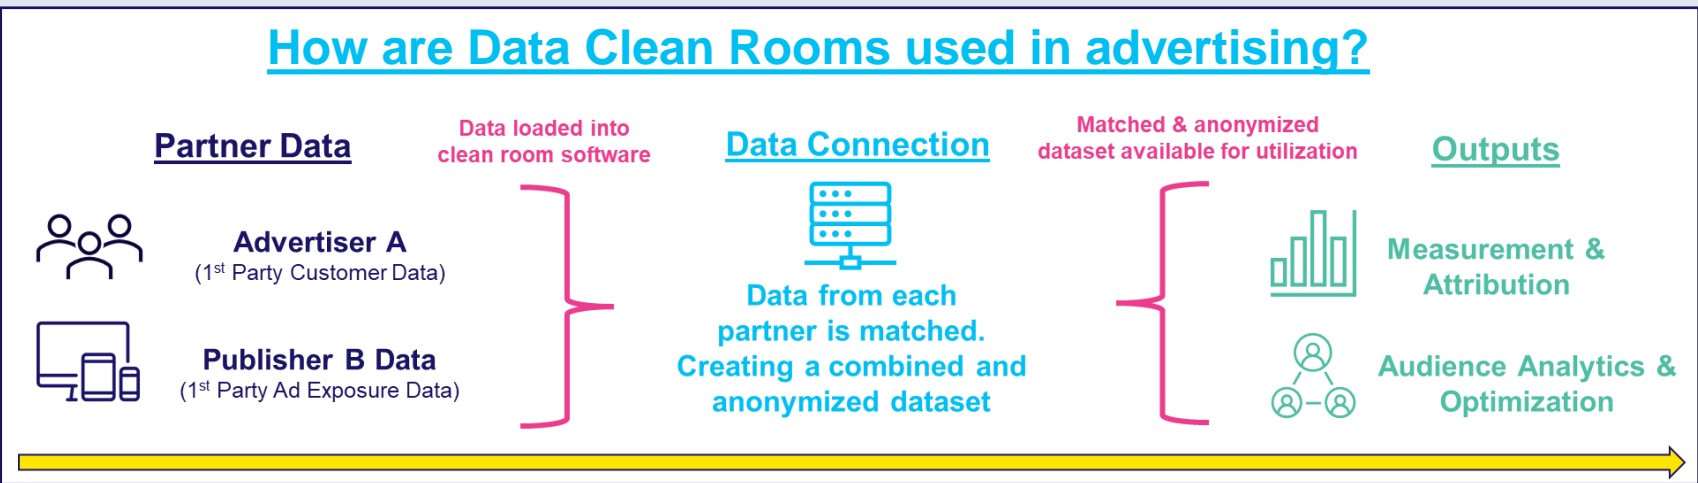 How are Data Clean Rooms used in advertising?
Partner Data
Advertiser A
(1st Party Customer Data)
Publisher B Data
(1st Party Ad Exposure Data)
Data loaded into
clean room software
Data Connection
Data from each
partner is matched.
Creating a combined and
anonymized dataset
Matched & anonymized
dataset available for utilization
Outputs
Measurement &
Attribution
Audience Analytics &
Optimization